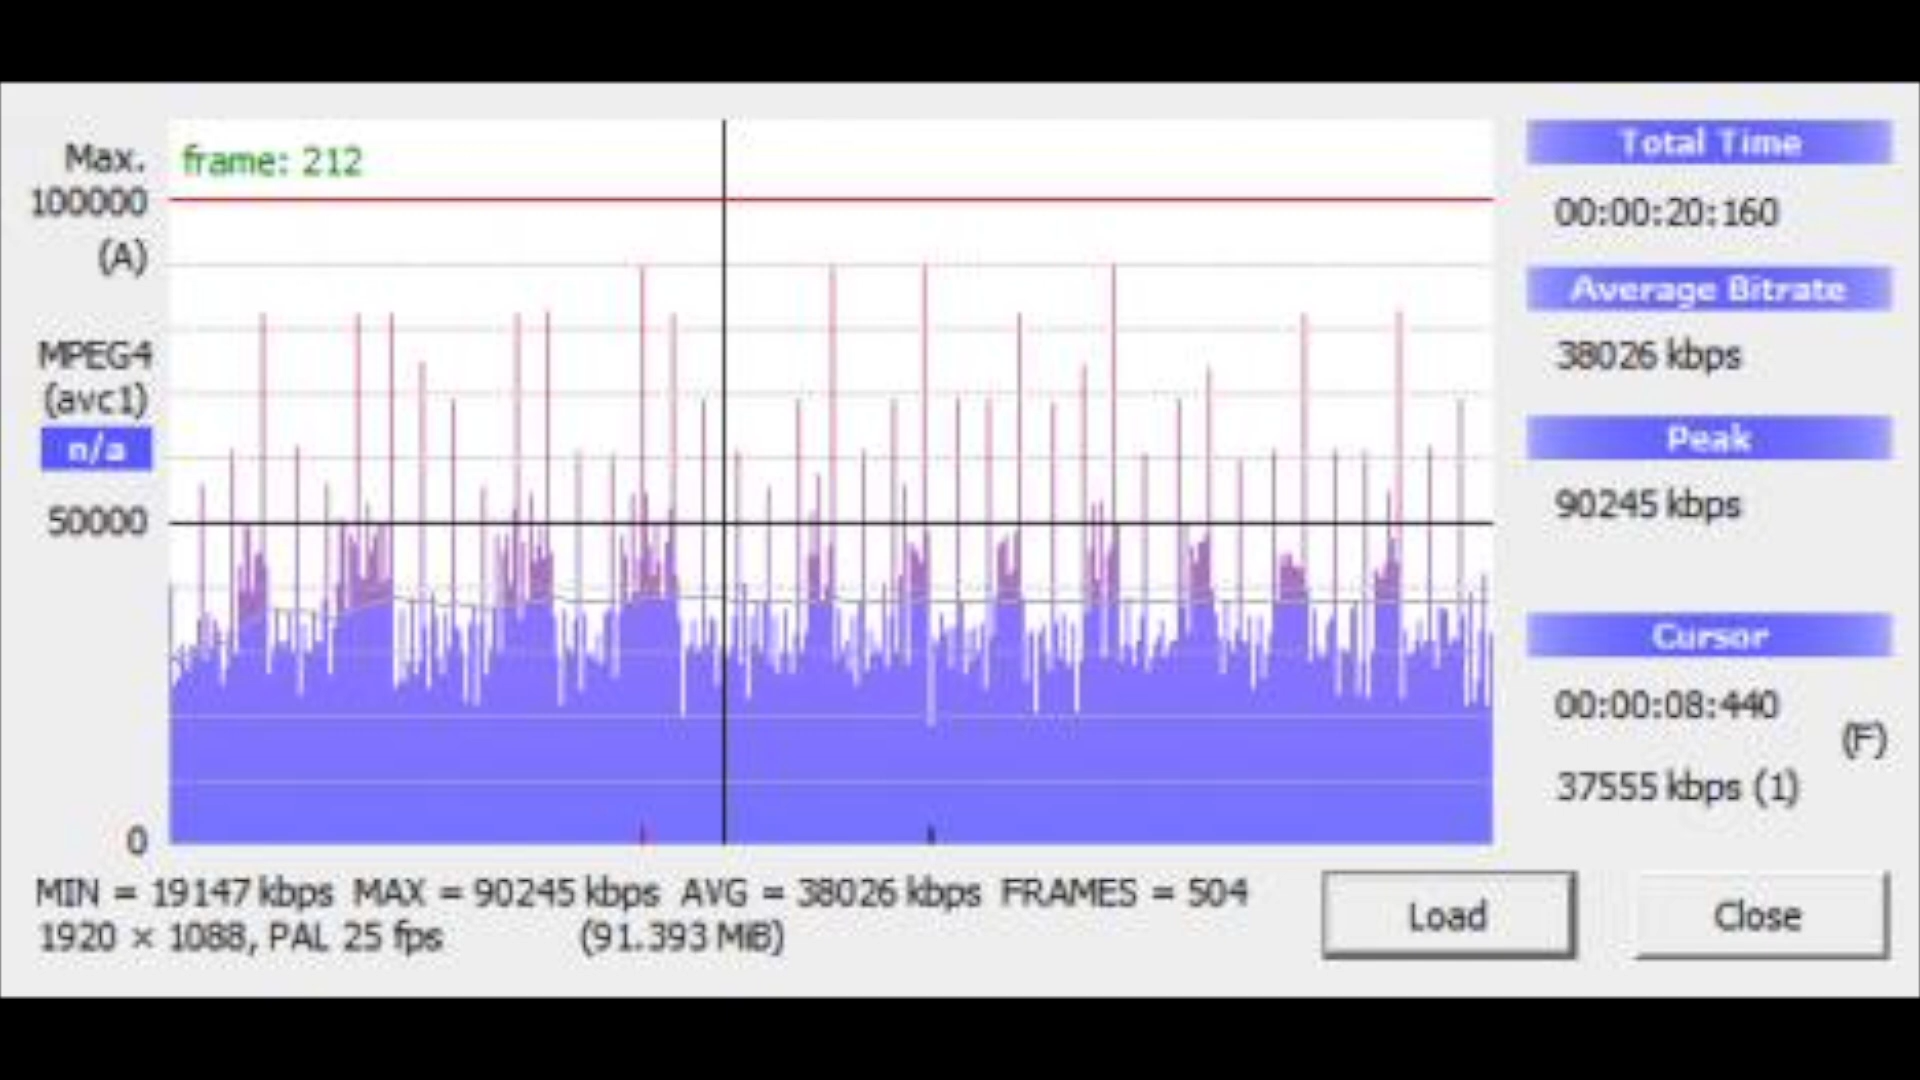 Max.
100000
(A)
MPEG4
(avc1)
n/a
50000
0
frame: 212
Total Time
00:00:20:160
Average Bitrate
38026 kbps
Peak
90245 kbps
Cursor
00:00:08:440
(F)
37555 kbps (1)
MIN = 19147 kbps MAX = 90245 kbps AVG = 38026 kbps FRAMES = 504
1920 × 1088, PAL 25 fps (91.393 MiB)
Load
Close